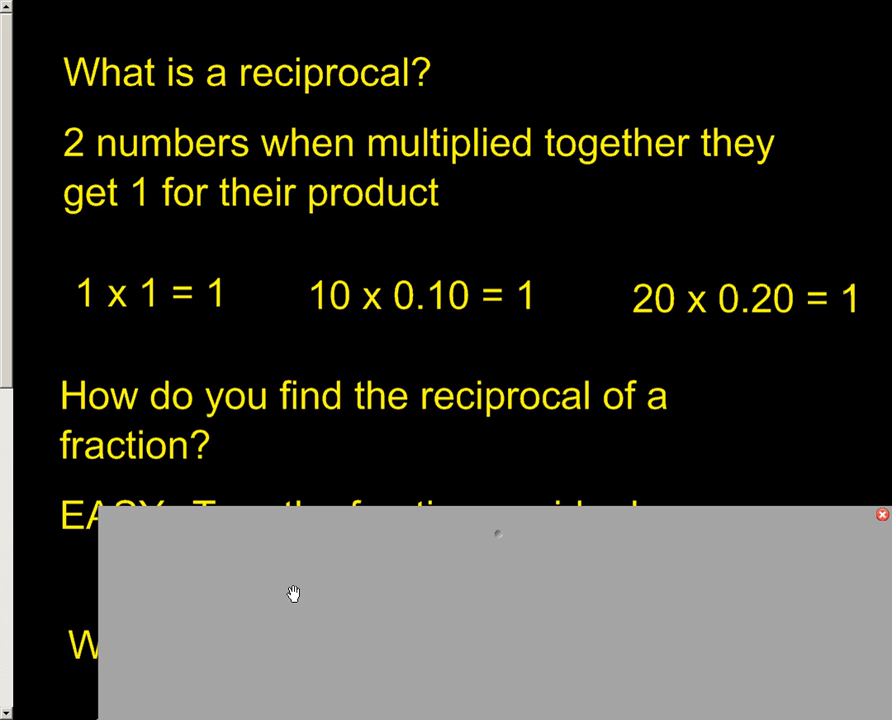 What is a reciprocal?
2 numbers when multiplied together they
get 1 for their product
1 x 1 = 1 10 x 0.10 = 1 20 x 0.20 = 1
How do you find the reciprocal of a
fraction?